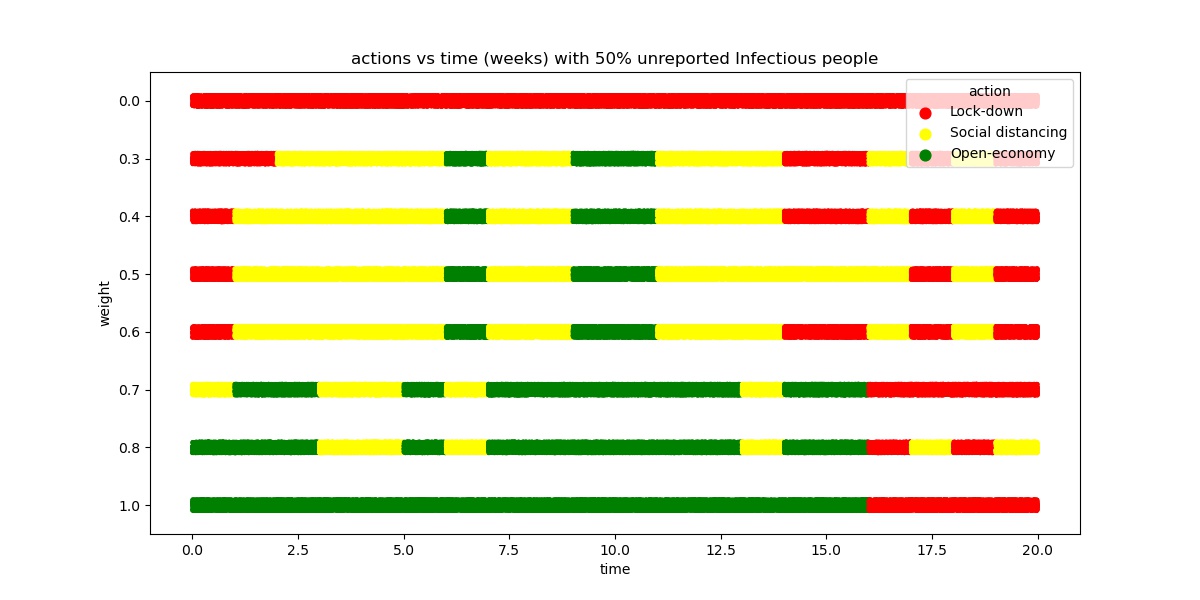 actions vs time (weeks) with 50% unreported Infectious people
action
Lock-down
Social distancing
Open-economy
weight
0.0
0.3
0.4
0.5
0.6
0.7
0.8
1.0
0.0 2.5 5.0 7.5 10.0 12.5 15.0 17.5 20.0
time